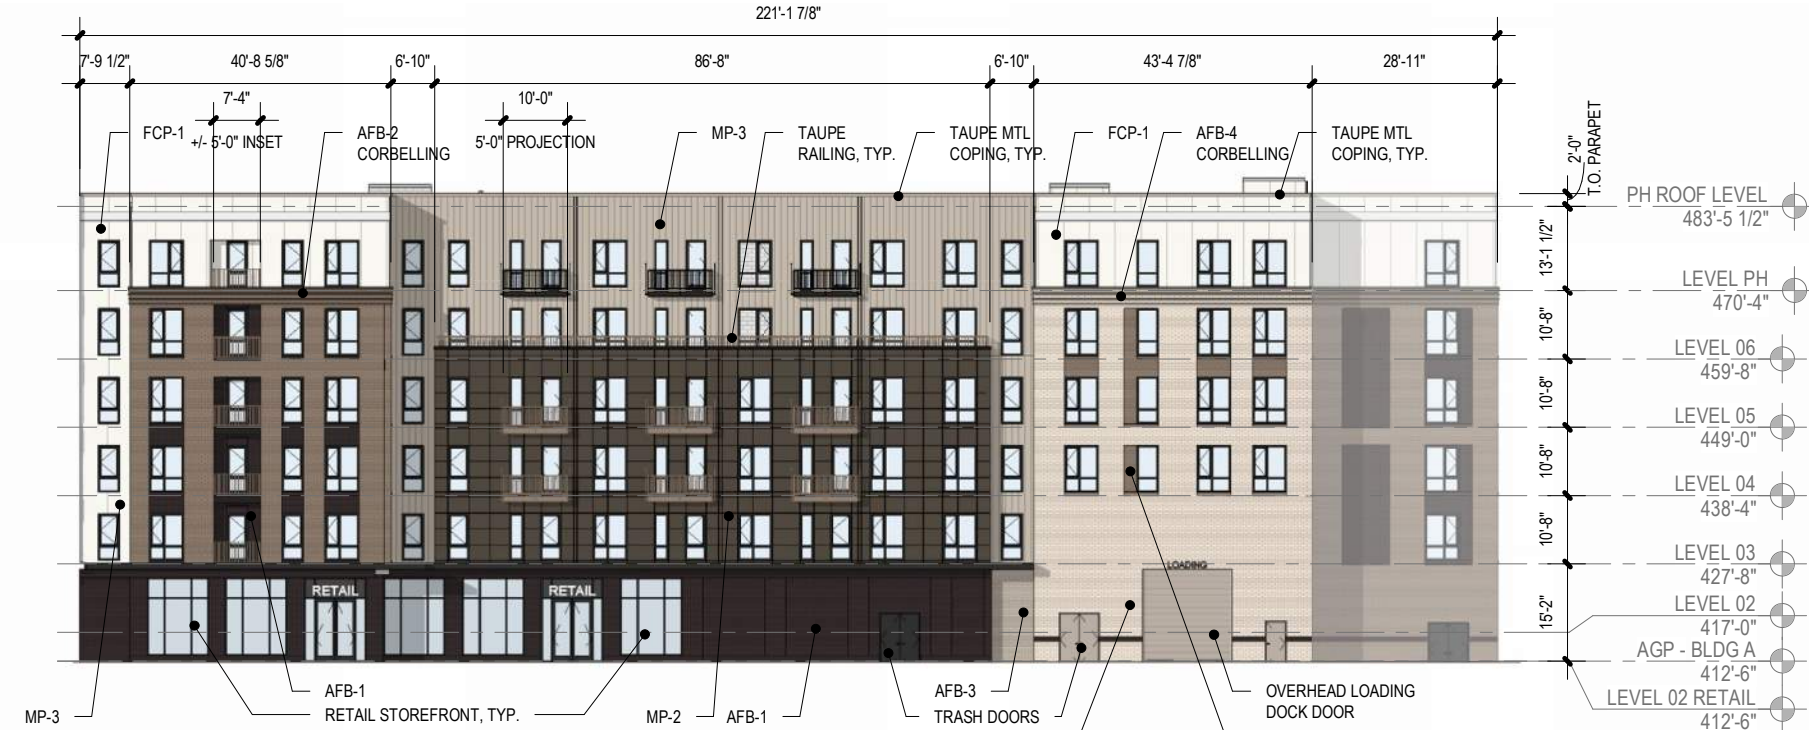 221'-1 7/8"
7'-9 1/2"
40'-8 5/8"
6'-10"
86'-8"
6'-10"
43'-4 7/8"
28'-11"
7'-4"
+/- 5'-0" INSET
10'-0"
5'-0" PROJECTION
FCP-1
AFB-2
CORBELLING
MP-3
TAUPE
RAILING, TYP.
TAUPE MTL
COPING, TYP.
FCP-1
AFB-4
CORBELLING
TAUPE MTL
COPING, TYP.
2'-0"
T.O. PARAPET
PH ROOF LEVEL
483'-5 1/2"
13'-1 1/2"
LEVEL PH
470'-4"
10'-8"
LEVEL 06
459'-8"
10'-8"
LEVEL 05
449'-0"
10'-8"
LEVEL 04
438'-4"
10'-8"
LEVEL 03
427'-8"
15'-2"
LEVEL 02
417'-0"
AGP - BLDG A
412'-6"
LEVEL 02 RETAIL
412'-6"
RETAIL
RETAIL
LOADING
MP-3
AFB-1
RETAIL STOREFRONT, TYP.
MP-2
AFB-1
AFB-3
TRASH DOORS
OVERHEAD LOADING
DOCK DOOR